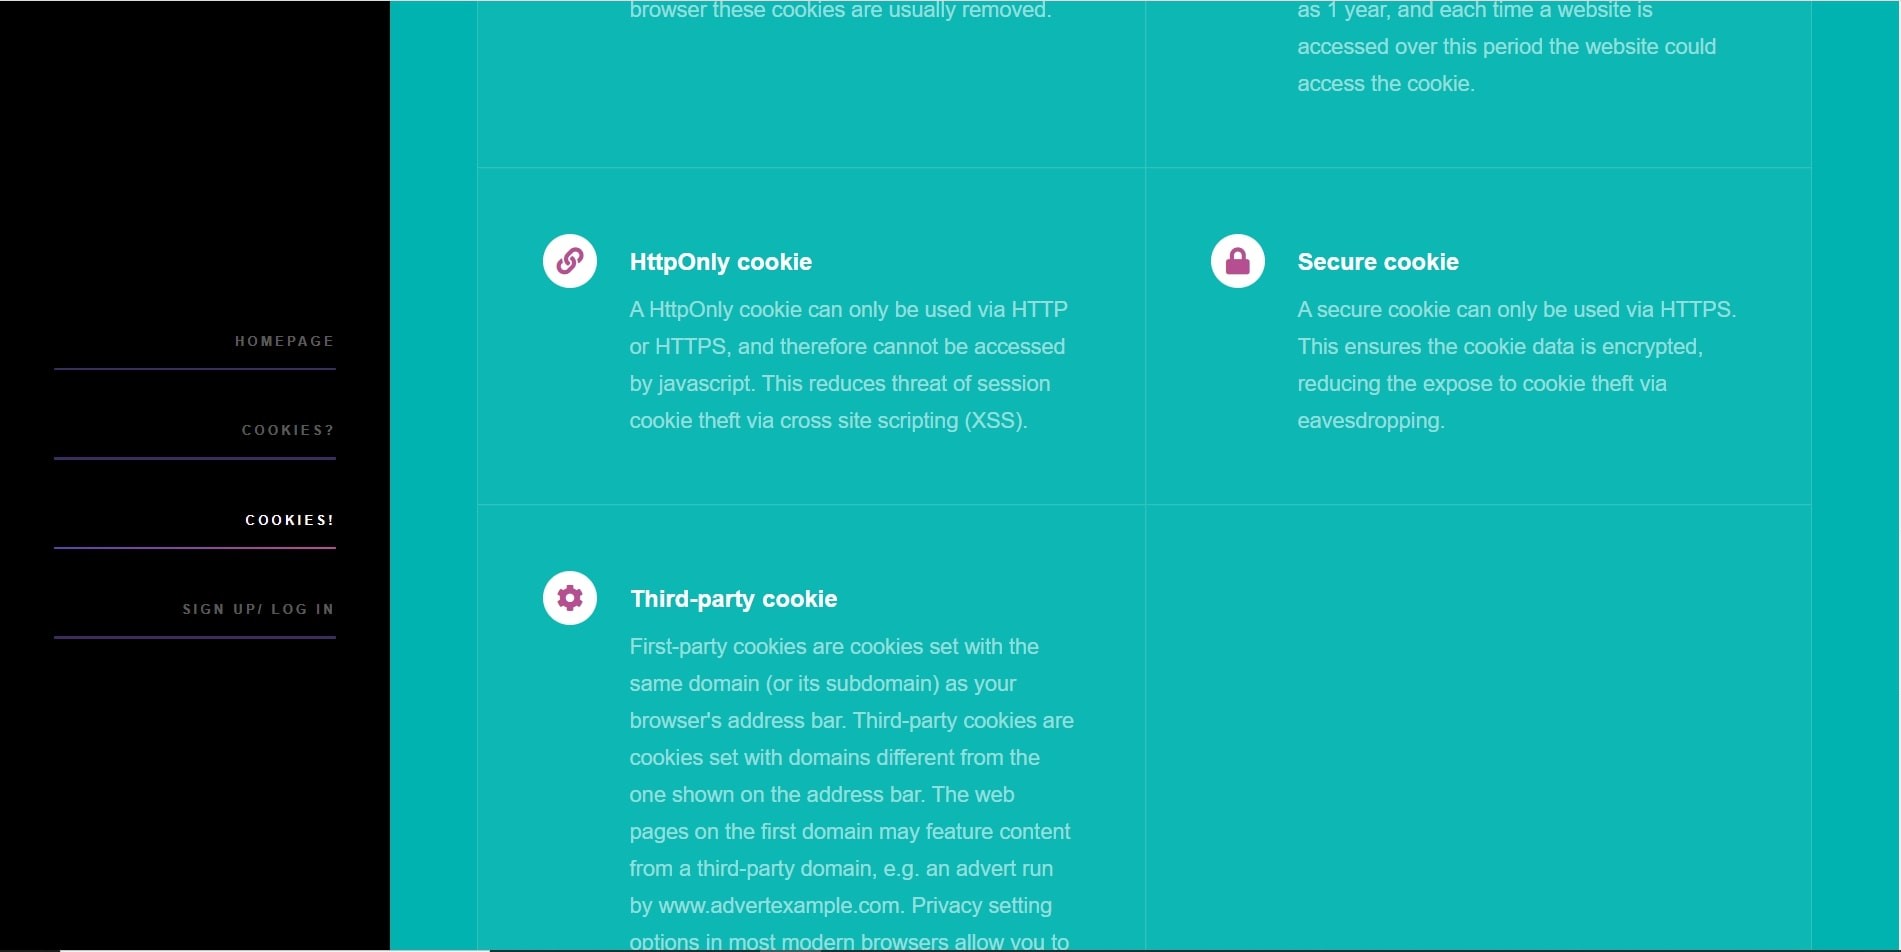 HOMEPAGE
COOKIES?
COOKIES!
SIGN UP/ LOG IN
browser these cookies are usually removed.
as 1 year, and each time a website is
accessed over this period the website could
access the cookie.
HttpOnly cookie
A HttpOnly cookie can only be used via HTTP
or HTTPS, and therefore cannot be accessed
by javascript. This reduces threat of session
cookie theft via cross site scripting (XSS).
Secure cookie
A secure cookie can only be used via HTTPS.
This ensures the cookie data is encrypted,
reducing the expose to cookie theft via
eavesdropping.
Third-party cookie
First-party cookies are cookies set with the
same domain (or its subdomain) as your
browser's address bar. Third-party cookies are
cookies set with domains different from the
one shown on the address bar. The web
pages on the first domain may feature content
from a third-party domain, e.g. an advert run
by www.advertexample.com. Privacy setting
options in most modern browsers allow you to